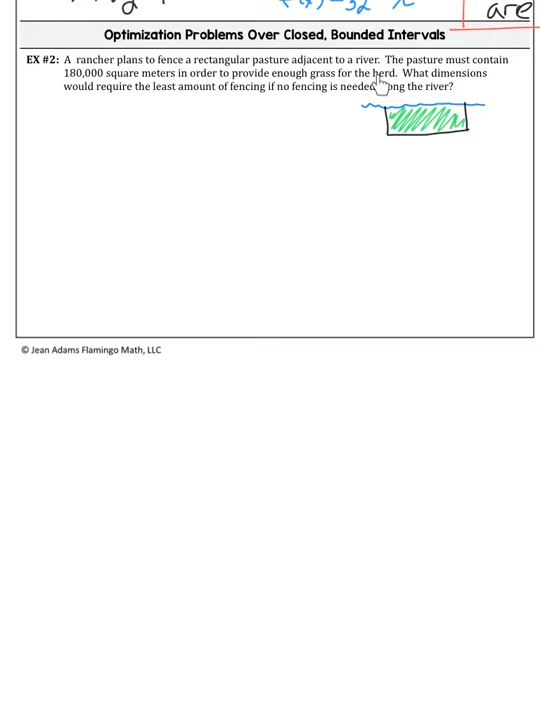 are
Optimization Problems Over Closed, Bounded Intervals
EX #2: A rancher plans to fence a rectangular pasture adjacent to a river. The pasture must contain
180,000 square meters in order to provide enough grass for the herd. What dimensions
would require the least amount of fencing if no fencing is needed along the river?
© Jean Adams Flamingo Math, LLC